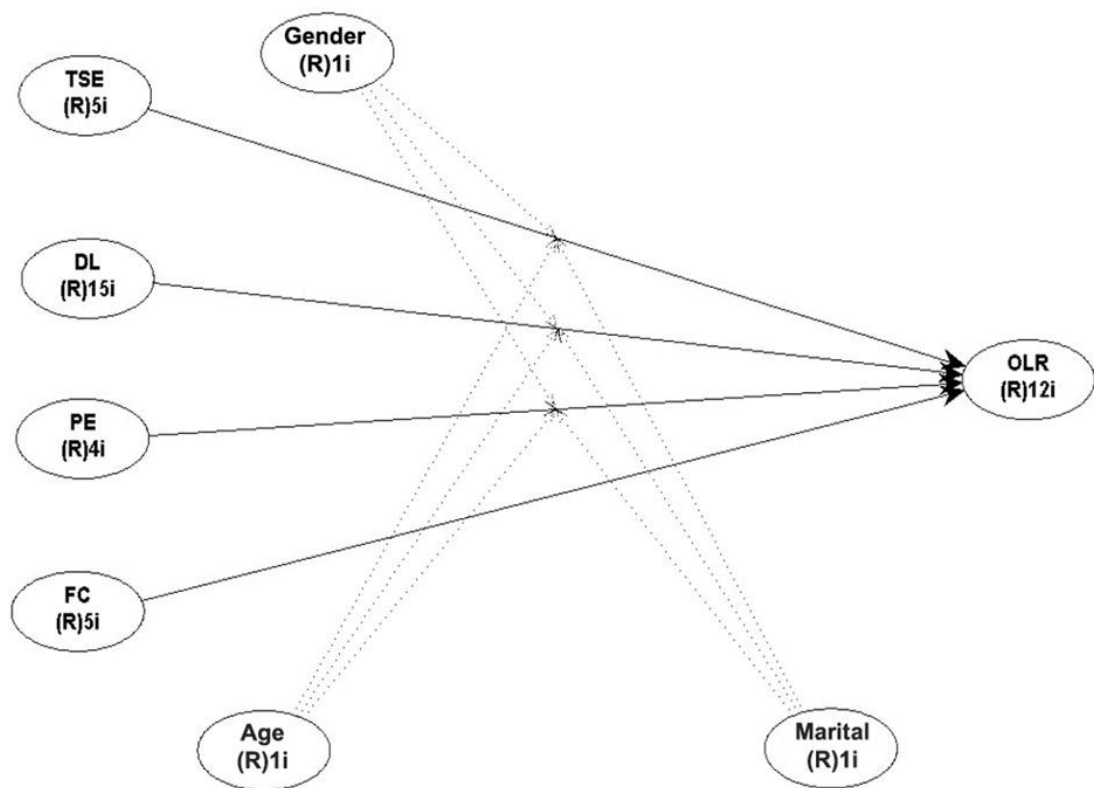 Gender
(R)1i
TSE
(R)5i
DL
(R)15i
OLR
(R)12i
PE
(R)4i
FC
(R)5i
Age
(R)1i
Marital
(R)1i